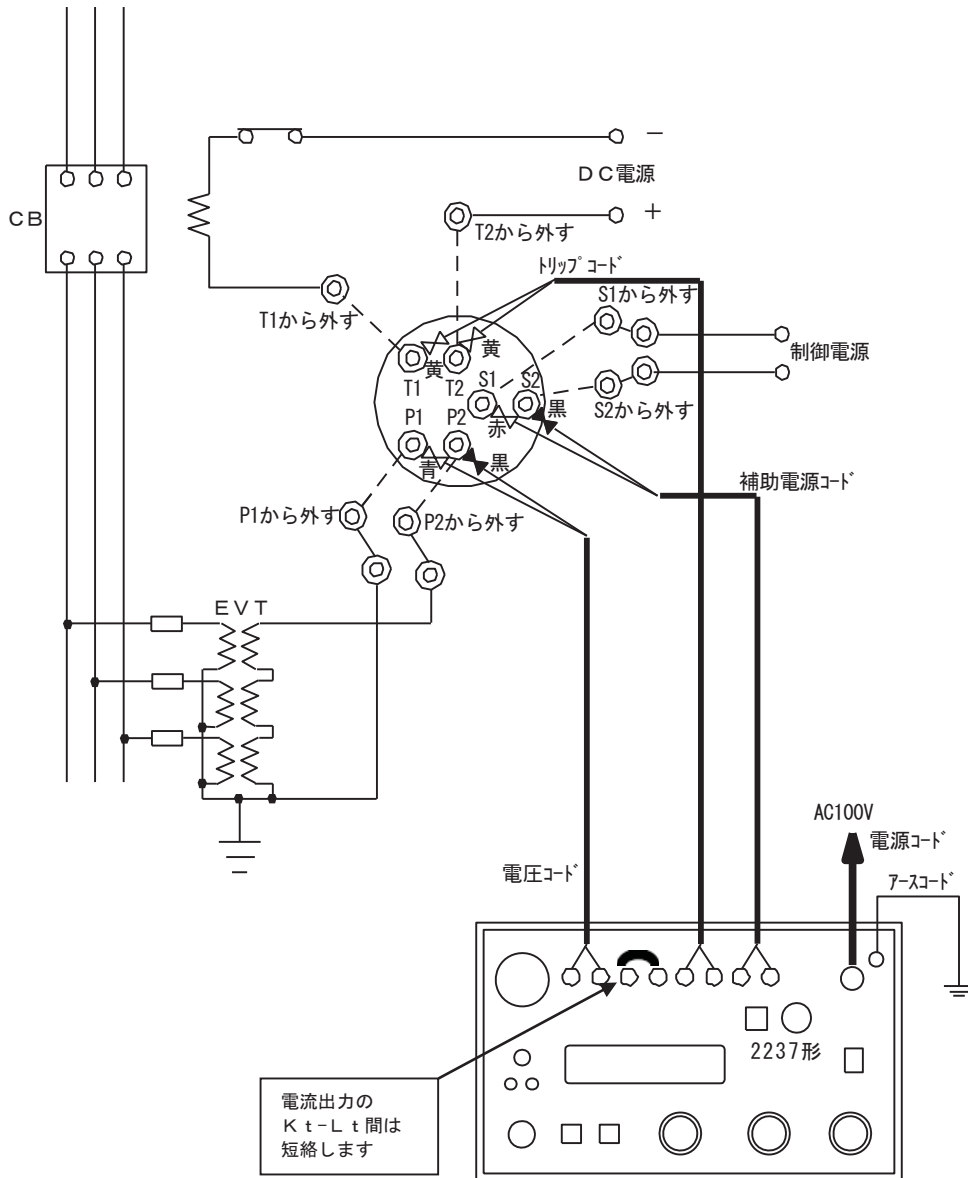 －
DC電源
＋
CB
T2から外す
ﾄﾘｯﾌﾟｺｰﾄﾞ
S1から外す
T1から外す
黄
黄
制御電源
T1
T2
S1
S2
S2から外す
黒
赤
P1
P2
青
黒
補助電源ｺｰﾄﾞ
P1から外す
P2から外す
EVT
AC100V
電源ｺｰﾄﾞ
電圧ｺｰﾄﾞ
ｱｰｽｺｰﾄﾞ
2237形
電流出力の
Kt-Lt間は
短絡します